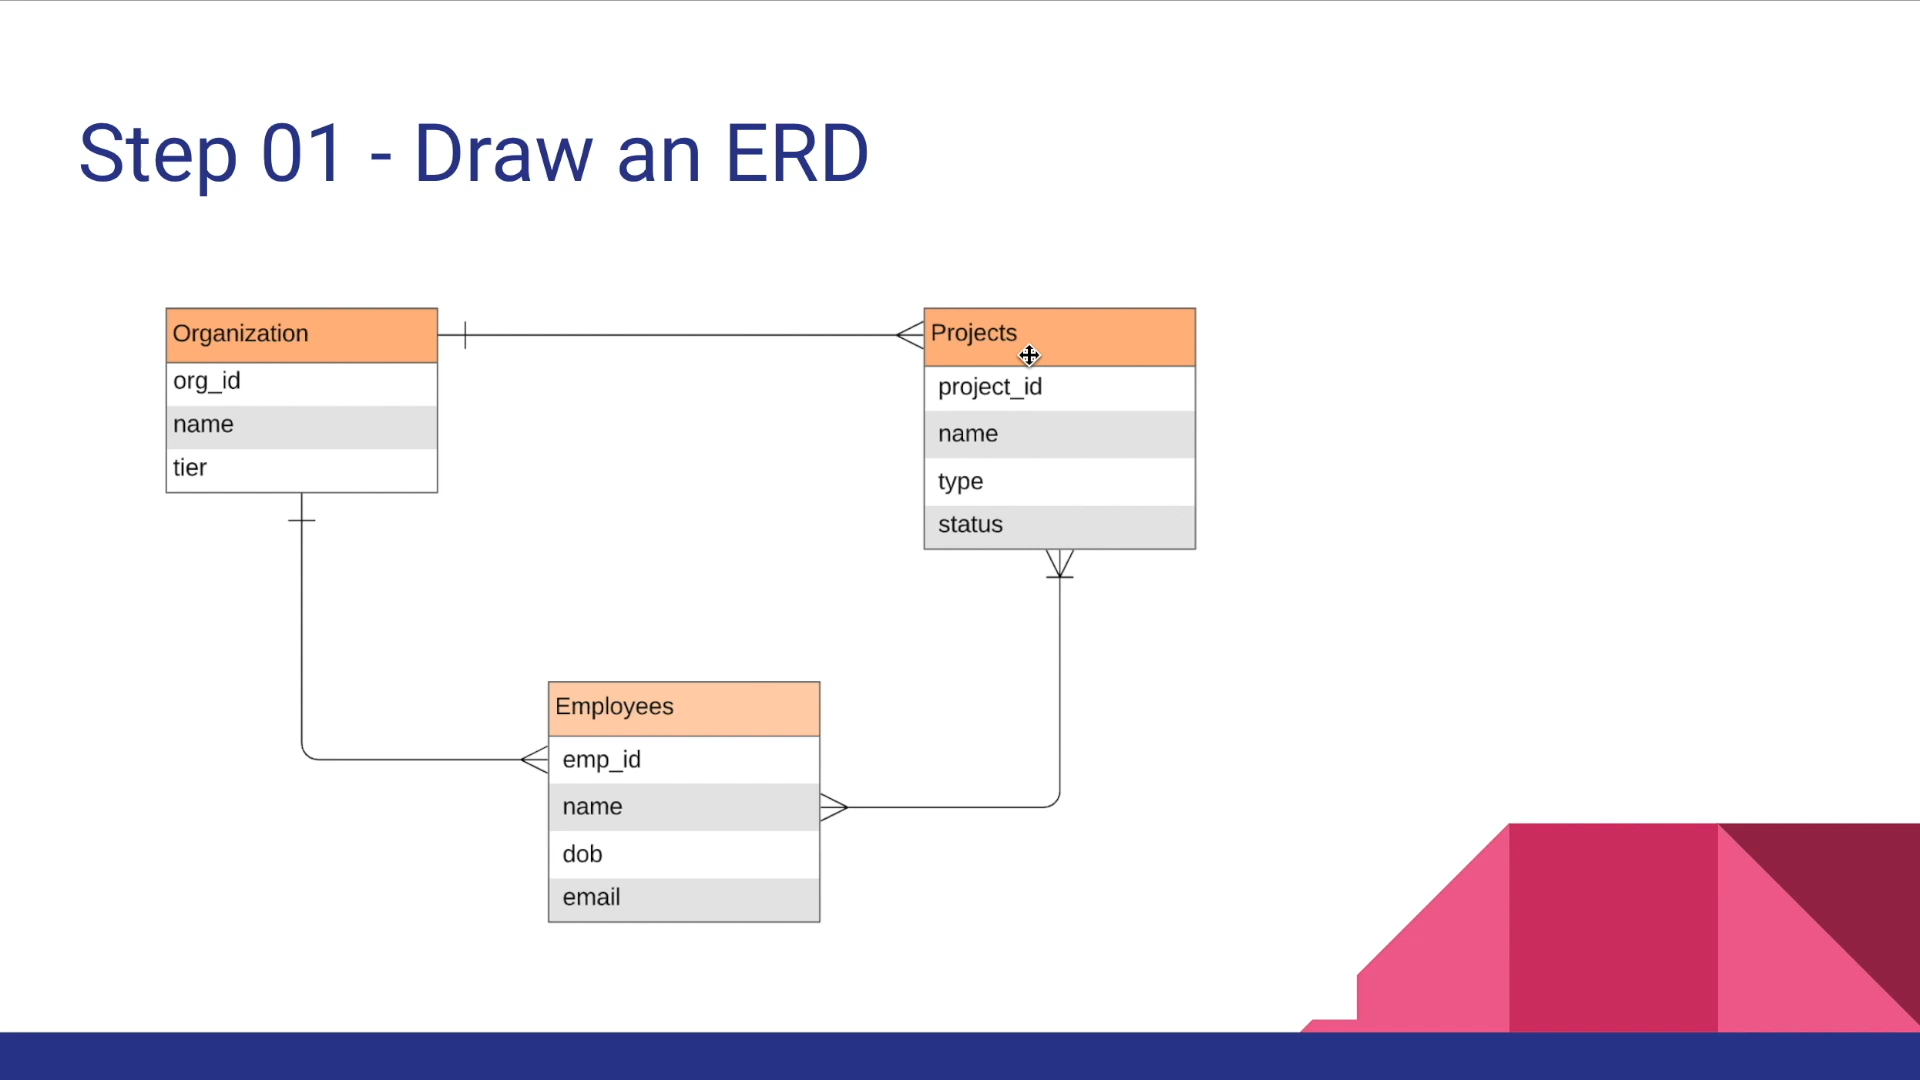 Step 01 - Draw an ERD
Organization
org_id
name
tier
Projects
project_id
name
type
status
Employees
emp_id
name
dob
email